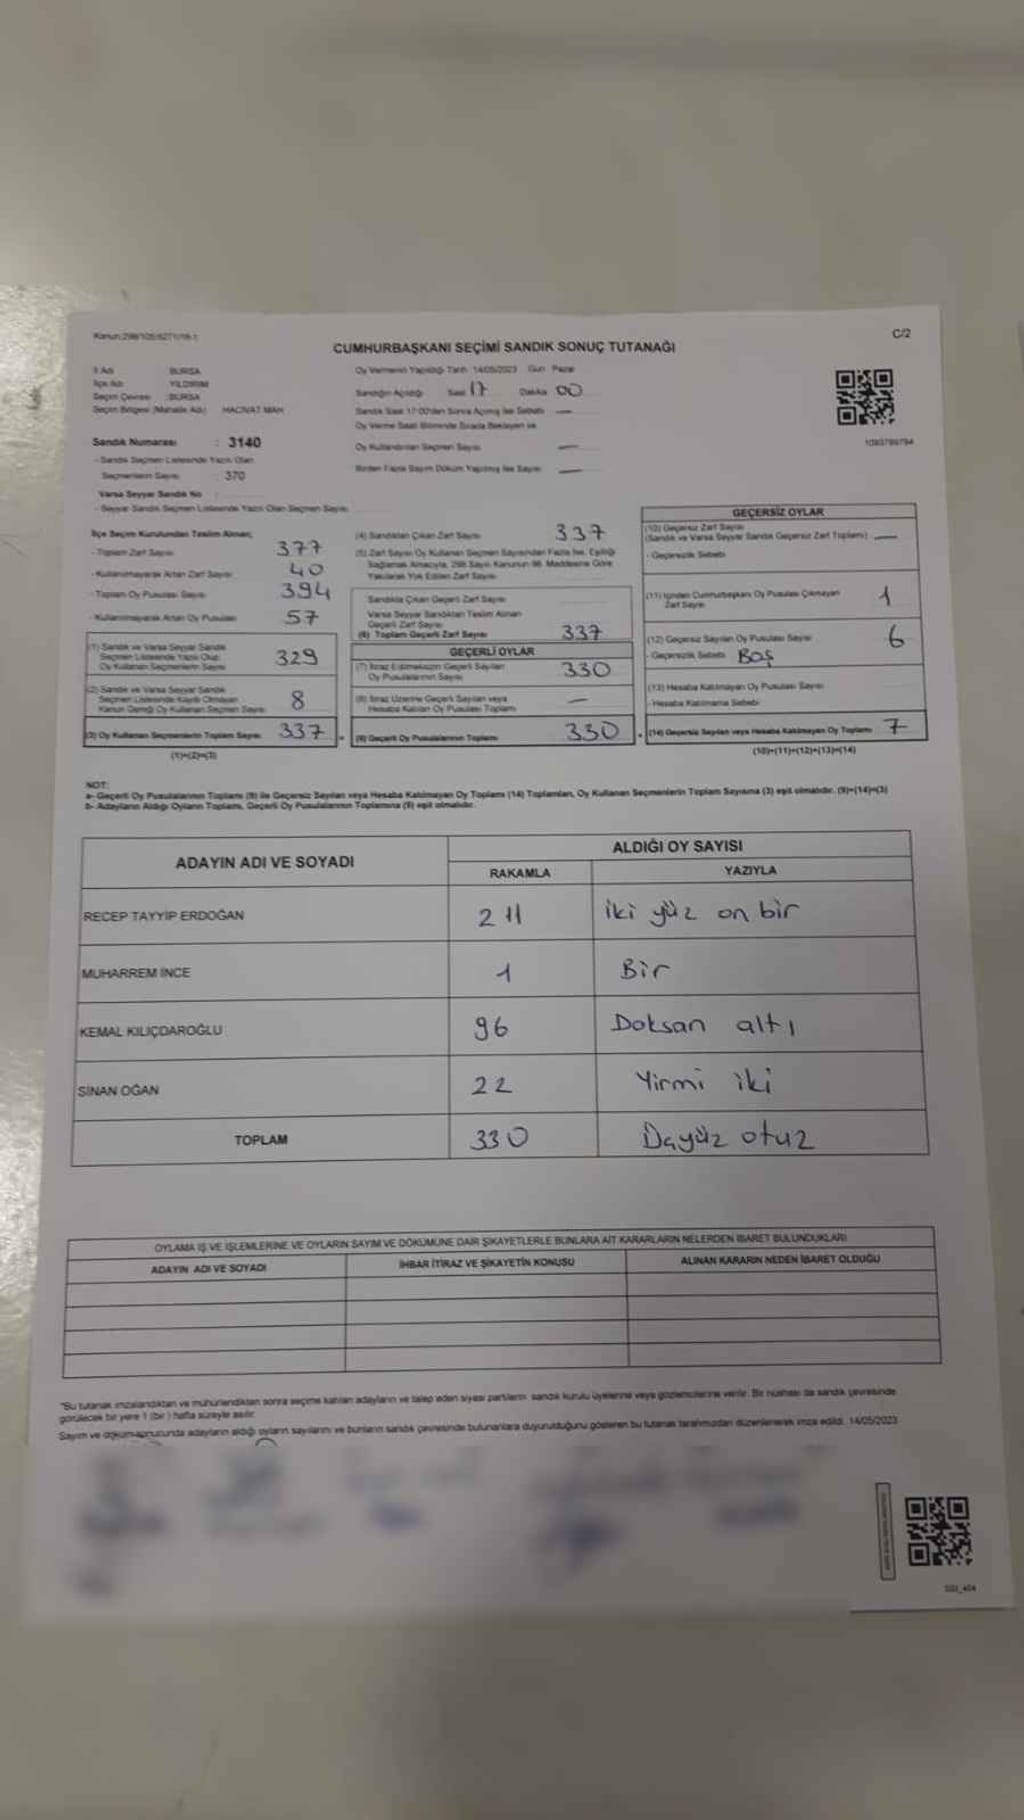 Kanun:298/105;6271/19-1
C/2
CUMHURBAŞKANI SEÇİMİ SANDIK SONUÇ TUTANAĞI
İl Adı BURSA
İlçe Adı YILDIRIM
Seçim Çevresi BURSA
Seçim Bölgesi (Mahalle Adı) HACİVAT MAH
Sandık Numarası : 3140
- Sandık Seçmen Listesinde Yazılı Olan
Seçmenlerin Sayısı : 370
Varsa Seyyar Sandık No
- Seyyar Sandık Seçmen Listesinde Yazılı Olan Seçmen Sayısı
Oy Vermenin Yapıldığı Tarih 14/05/2023 Gün Pazar
Sandığın Açıldığı Saat 17 Dakika 00
Sandık Saat 17:00'dan Sonra Açılmış İse Sebebi —
Oy Verme Saati Bitiminde Sırada Bekleyen ve
Oy Kullandırılan Seçmen Sayısı —
Birden Fazla Sayım Döküm Yapılmış İse Sayısı —
1093789794
İlçe Seçim Kurulundan Teslim Alınan;
- Toplam Zarf Sayısı 377
- Kullanılmayarak Artan Zarf Sayısı 40
- Toplam Oy Pusulası Sayısı 394
- Kullanılmayarak Artan Oy Pusulası 57
(1) Sandık ve Varsa Seyyar Sandık
Seçmen Listesinde Yazılı Olup
Oy Kullanan Seçmenlerin Sayısı 329
(2) Sandık ve Varsa Seyyar Sandık
Seçmen Listesinde Kayıtlı Olmayan
Kanun Gereği Oy Kullanan Seçmen Sayısı 8
(3) Oy Kullanan Seçmenlerin Toplam Sayısı 337
(1)+(2)=(3)
(4) Sandıktan Çıkan Zarf Sayısı 337
(5) Zarf Sayısı Oy Kullanan Seçmen Sayısından Fazla İse, Eşitliği
Sağlamak Amacıyla, 298 Sayılı Kanunun 98. Maddesine Göre
Yakılarak Yok Edilen Zarf Sayısı
Sandıkta Çıkan Geçerli Zarf Sayısı
Varsa Seyyar Sandıktan Teslim Alınan
Geçerli Zarf Sayısı
(6) Toplam Geçerli Zarf Sayısı 337
GEÇERLİ OYLAR
(7) İtiraz Edilmeksizin Geçerli Sayılan
Oy Pusulalarının Sayısı 330
(8) İtiraz Üzerine Geçerli Sayılan veya
Hesaba Katılan Oy Pusulası Toplamı —
(9) Geçerli Oy Pusulalarının Toplamı 330
GEÇERSİZ OYLAR
(10) Geçersiz Zarf Sayısı
(Sandık ve Varsa Seyyar Sandık Geçersiz Zarf Toplamı) —
- Geçersizlik Sebebi
(11) İçinden Cumhurbaşkanı Oy Pusulası Çıkmayan
Zarf Sayısı 1
(12) Geçersiz Sayılan Oy Pusulası Sayısı 6
- Geçersizlik Sebebi Boş
(13) Hesaba Katılmayan Oy Pusulası Sayısı
- Hesaba Katılmama Sebebi
(14) Geçersiz Sayılan veya Hesaba Katılmayan Oy Toplamı 7
(10)+(11)+(12)+(13)=(14)
NOT:
a- Geçerli Oy Pusulalarının Toplamı (9) ile Geçersiz Sayılan veya Hesaba Katılmayan Oy Toplamı (14) Toplamları, Oy Kullanan Seçmenlerin Toplam Sayısına (3) eşit olmalıdır. (9)+(14)=(3)
b- Adayların Aldığı Oyların Toplamı, Geçerli Oy Pusulalarının Toplamına (9) eşit olmalıdır.
ADAYIN ADI VE SOYADI
ALDIĞI OY SAYISI
RAKAMLA YAZIYLA
RECEP TAYYİP ERDOĞAN 211 iki yüz on bir
MUHARREM İNCE 1 Bir
KEMAL KILIÇDAROĞLU 96 Doksan altı
SİNAN OĞAN 22 Yirmi iki
TOPLAM 330 Üçyüz otuz
OYLAMA İŞ VE İŞLEMLERİNE VE OYLARIN SAYIM VE DÖKÜMÜNE DAİR ŞİKAYETLERLE BUNLARA AİT KARARLARIN NELERDEN İBARET BULUNDUKLARI
ADAYIN ADI VE SOYADI İHBAR İTİRAZ VE ŞİKAYETİN KONUSU ALINAN KARARIN NEDEN İBARET OLDUĞU
"Bu tutanak imzalandıktan ve mühürlendikten sonra seçime katılan adayların ve talep eden siyasi partilerin sandık kurulu üyelerine veya gözlemcilerine verilir. Bir nüshası da sandık çevresinde
görülecek bir yere 1 (bir) hafta süreyle asılır.
Sayım ve döküm sonucunda adayların aldığı oyların sayılarını ve bunların sandık çevresinde bulunanlara duyurulduğunu gösteren bu tutanak tarafımızdan düzenlenerek imza edildi. 14/05/2023